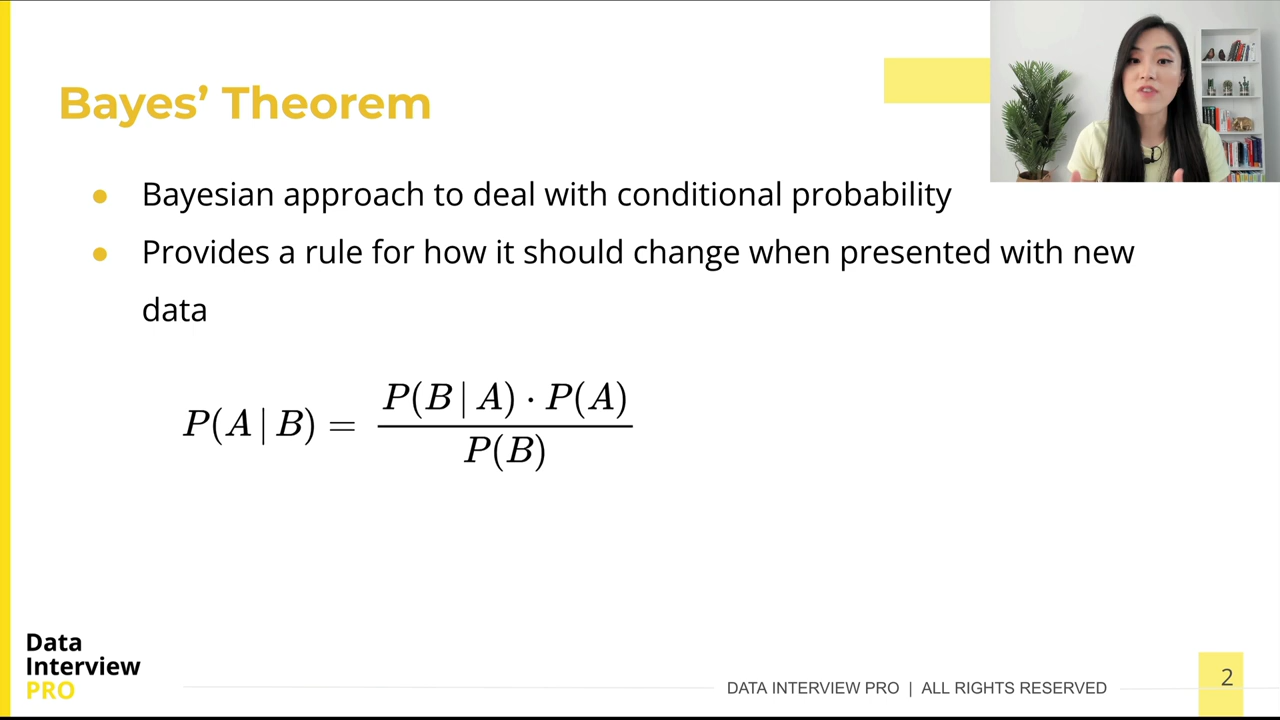 Bayes’ Theorem
● Bayesian approach to deal with conditional probability
● Provides a rule for how it should change when presented with new
data
P(A | B) = P(B | A) · P(A) / P(B)
Data
Interview
PRO
DATA INTERVIEW PRO | ALL RIGHTS RESERVED
2